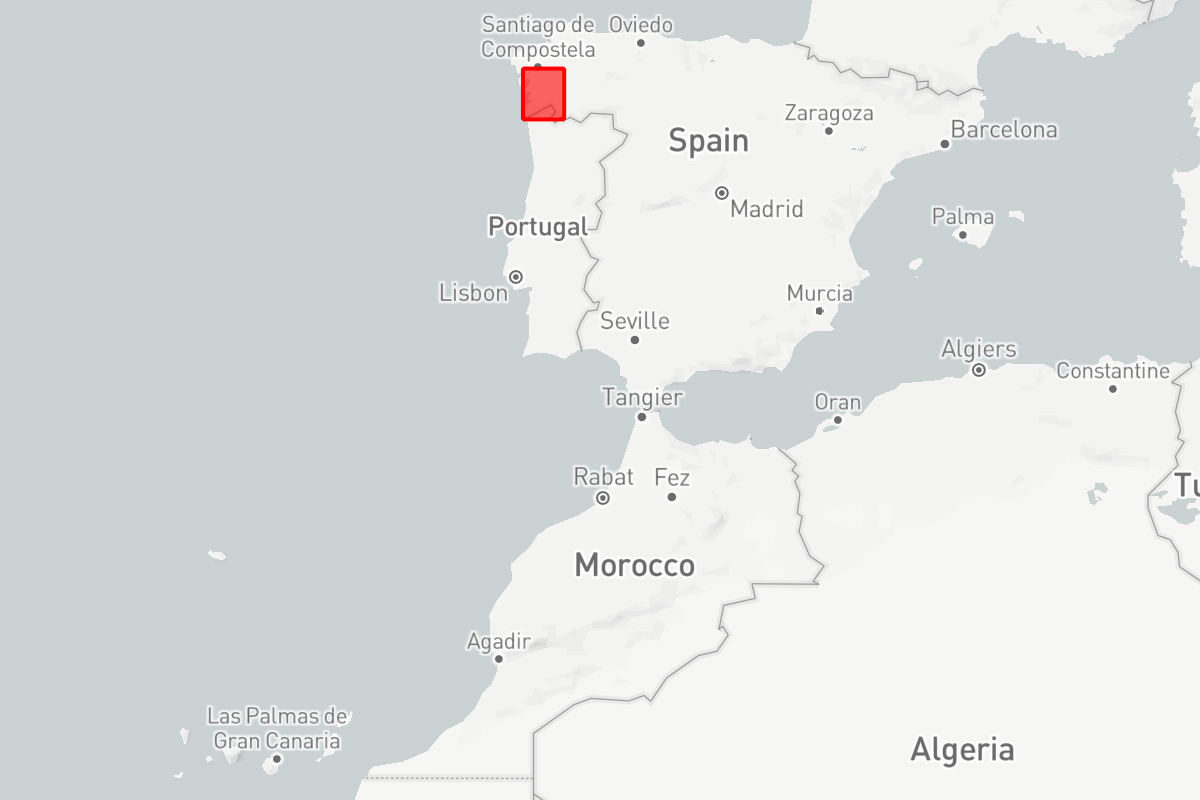 Santiago de
Compostela
Oviedo
Zaragoza
Barcelona
Spain
Madrid
Palma
Portugal
Lisbon
Murcia
Seville
Algiers
Constantine
Tangier
Oran
Rabat
Fez
Tu
Morocco
Agadir
Las Palmas de
Gran Canaria
Algeria